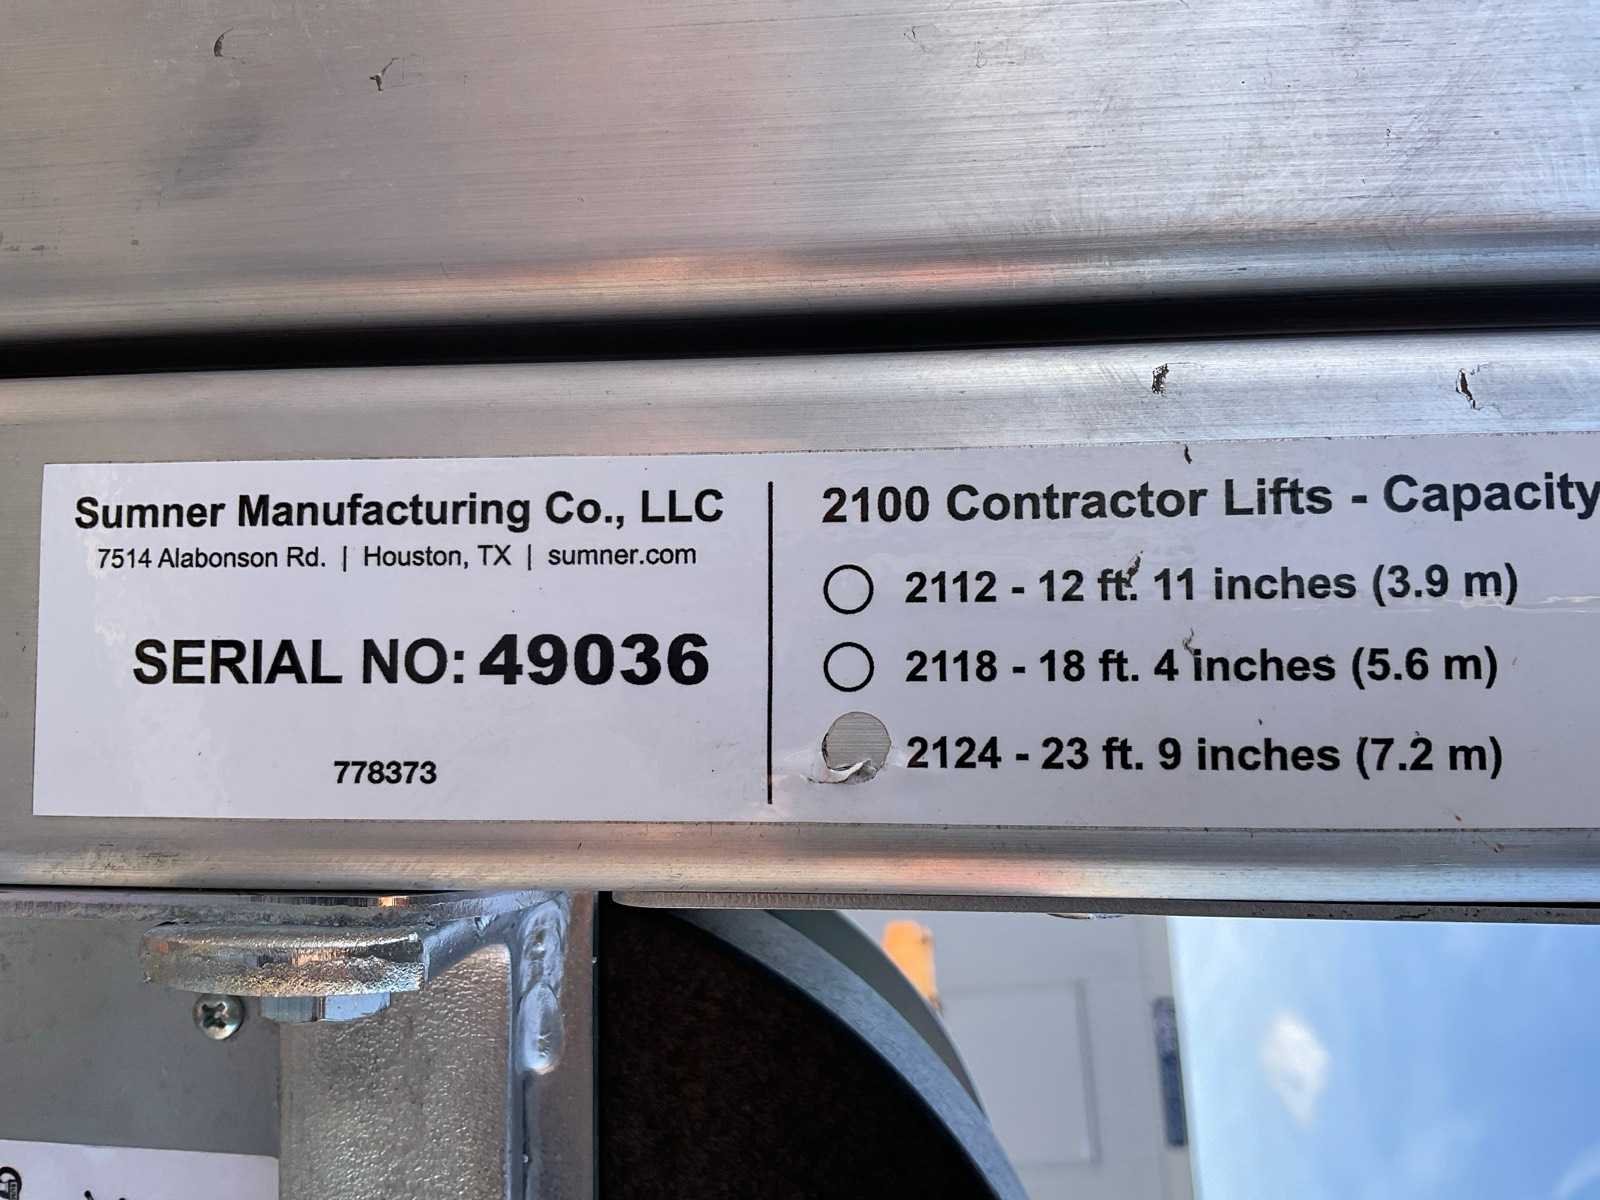 Sumner Manufacturing Co., LLC
7514 Alabonson Rd. | Houston, TX | sumner.com
SERIAL NO: 49036
778373
2100 Contractor Lifts - Capacity
2112 - 12 ft. 11 inches (3.9 m)
2118 - 18 ft. 4 inches (5.6 m)
2124 - 23 ft. 9 inches (7.2 m)